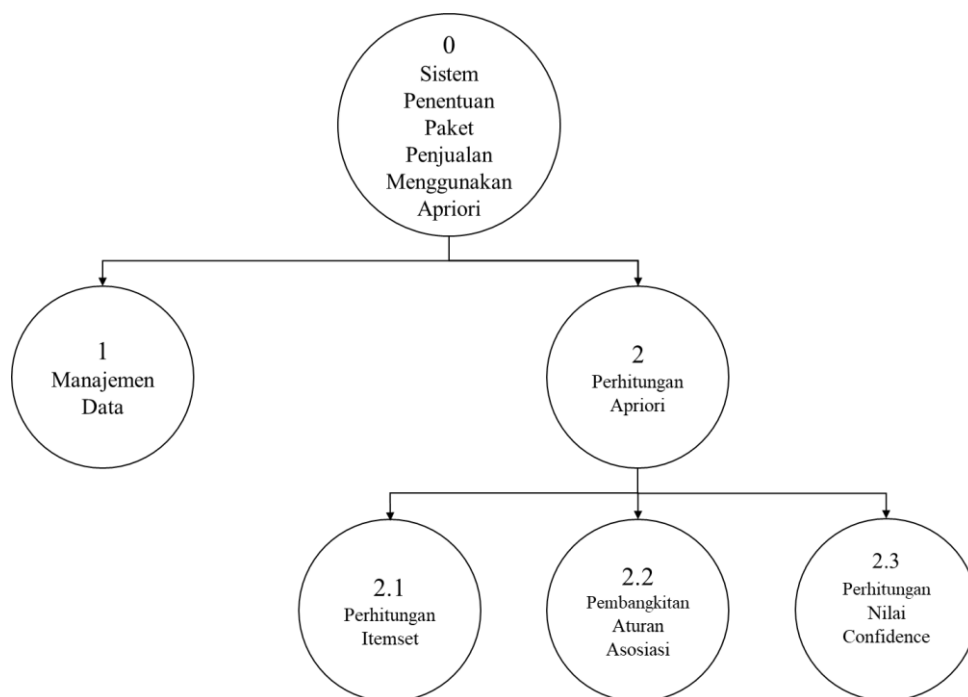 0
Sistem
Penentuan
Paket
Penjualan
Menggunakan
Apriori
1
Manajemen
Data
2
Perhitungan
Apriori
2.1
Perhitungan
Itemset
2.2
Pembangkitan
Aturan
Asosiasi
2.3
Perhitungan
Nilai
Confidence